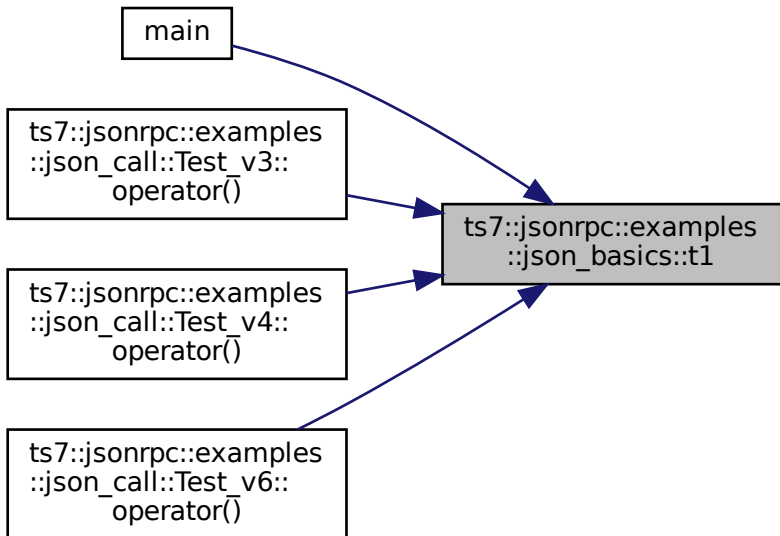 main
ts7::jsonrpc::examples
::json_call::Test_v3::
operator()
ts7::jsonrpc::examples
::json_basics::t1
ts7::jsonrpc::examples
::json_call::Test_v4::
operator()
ts7::jsonrpc::examples
::json_call::Test_v6::
operator()